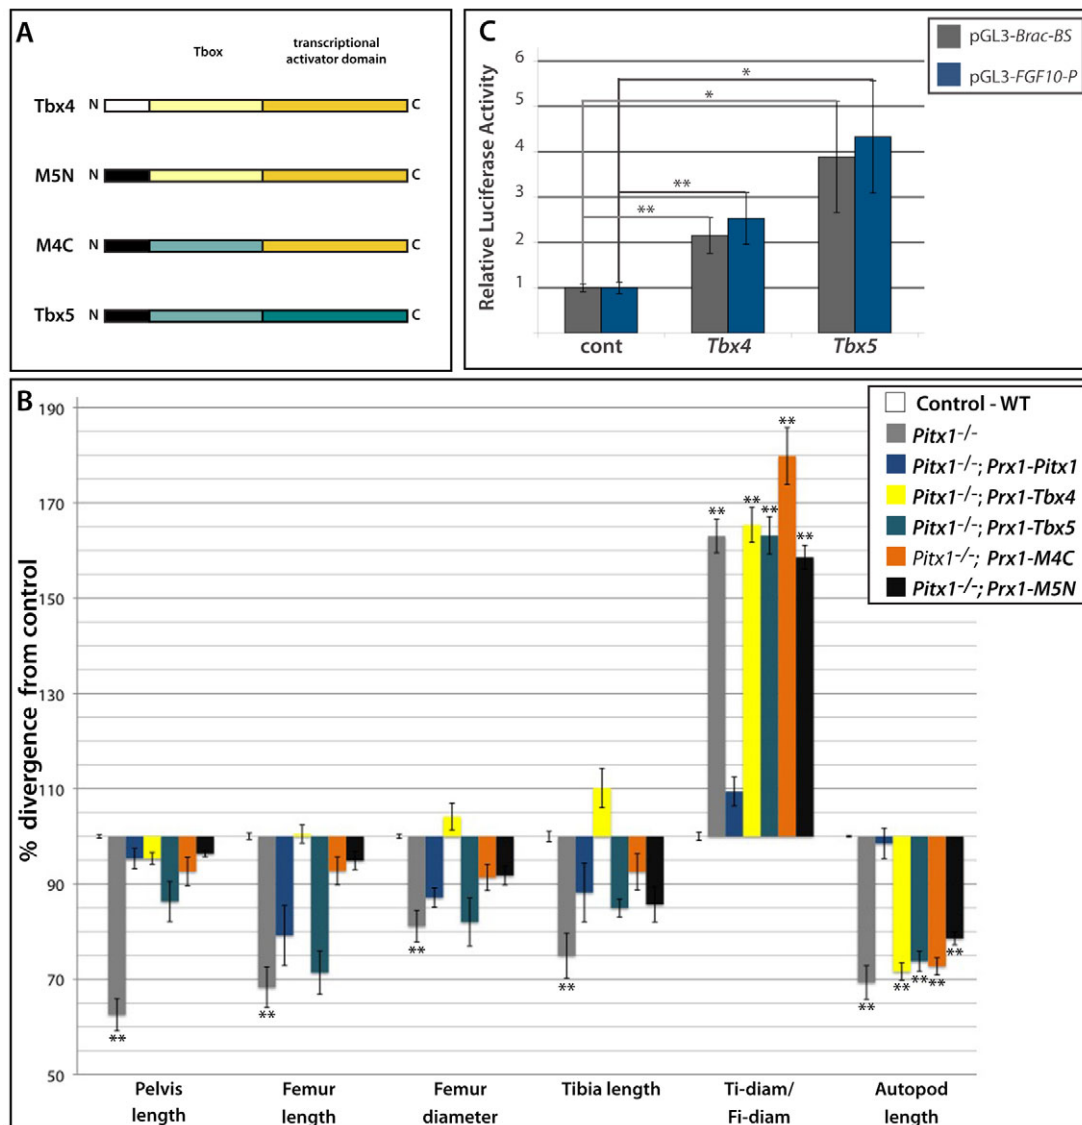 A
Tbox
transcriptional
activator domain
Tbx4 N C
M5N N C
M4C N C
Tbx5 N C
C
pGL3-Brac-BS
pGL3-FGF10-P
Relative Luciferase Activity
6
5
4
3
2
1
*
*
**
**
cont Tbx4 Tbx5
B
Control - WT
Pitx1-/-
Pitx1-/-; Prx1-Pitx1
Pitx1-/-; Prx1-Tbx4
Pitx1-/-; Prx1-Tbx5
Pitx1-/-; Prx1-M4C
Pitx1-/-; Prx1-M5N
% divergence from control
190
170
150
130
110
90
70
50
**
**
**
**
**
**
**
**
**
**
**
**
**
**
Pelvis
length
Femur
length
Femur
diameter
Tibia length
Ti-diam/
Fi-diam
Autopod
length